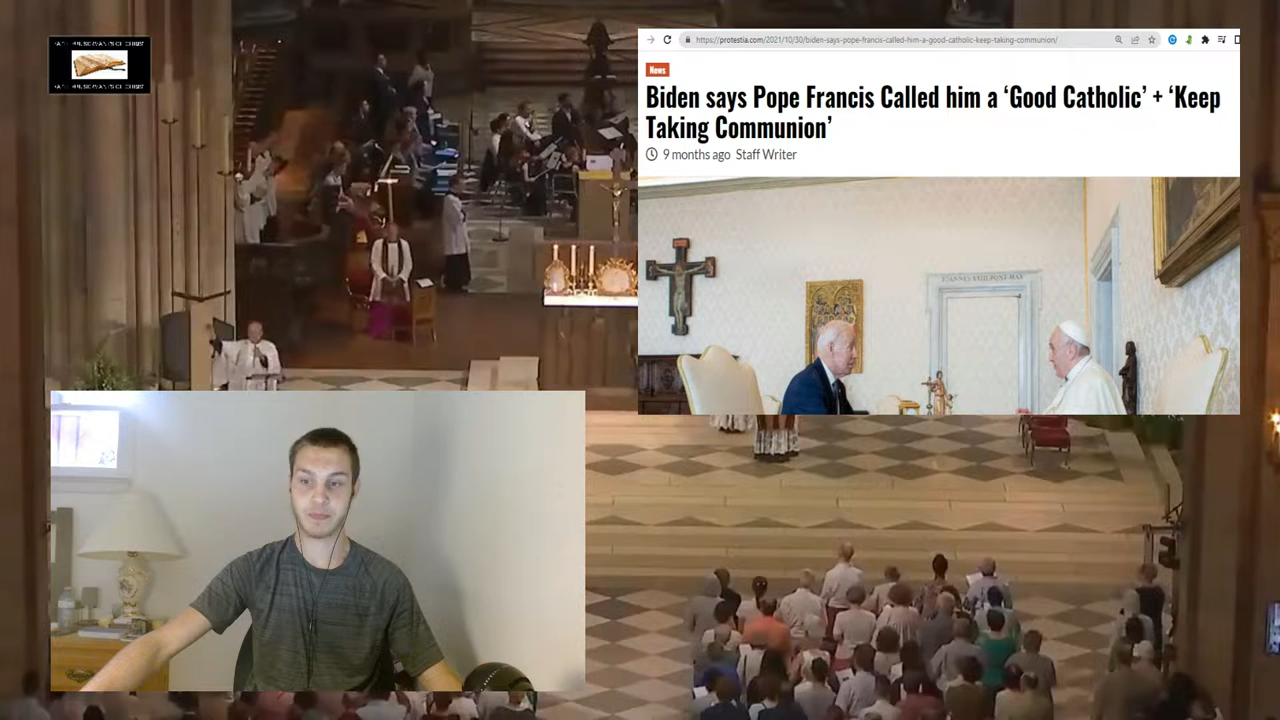 https://protestia.com/2021/10/30/biden-says-pope-francis-called-him-a-good-catholic-keep-taking-communion/
News
Biden says Pope Francis Called him a ‘Good Catholic’ + ‘Keep
Taking Communion’
9 months ago Staff Writer